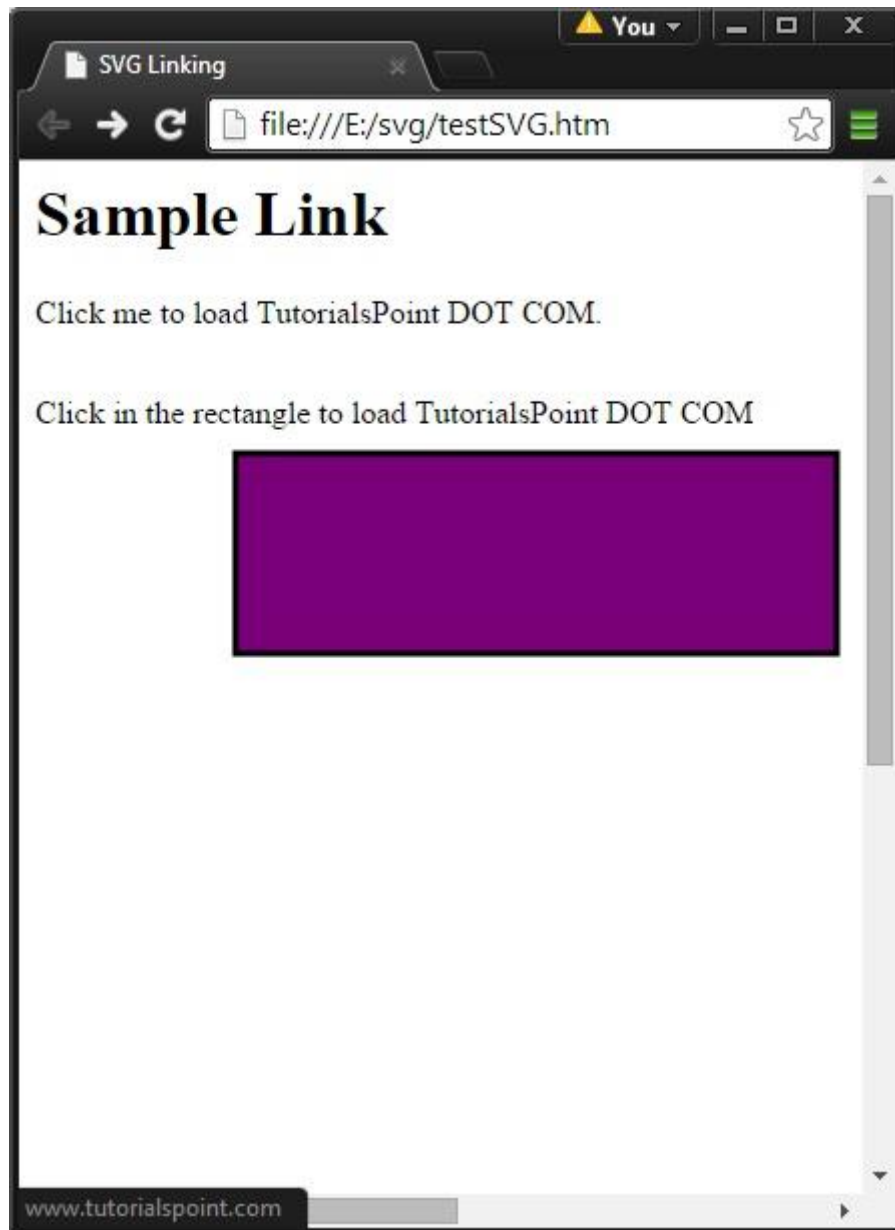 You
SVG Linking
file:///E:/svg/testSVG.htm
Sample Link
Click me to load TutorialsPoint DOT COM.
Click in the rectangle to load TutorialsPoint DOT COM
www.tutorialspoint.com